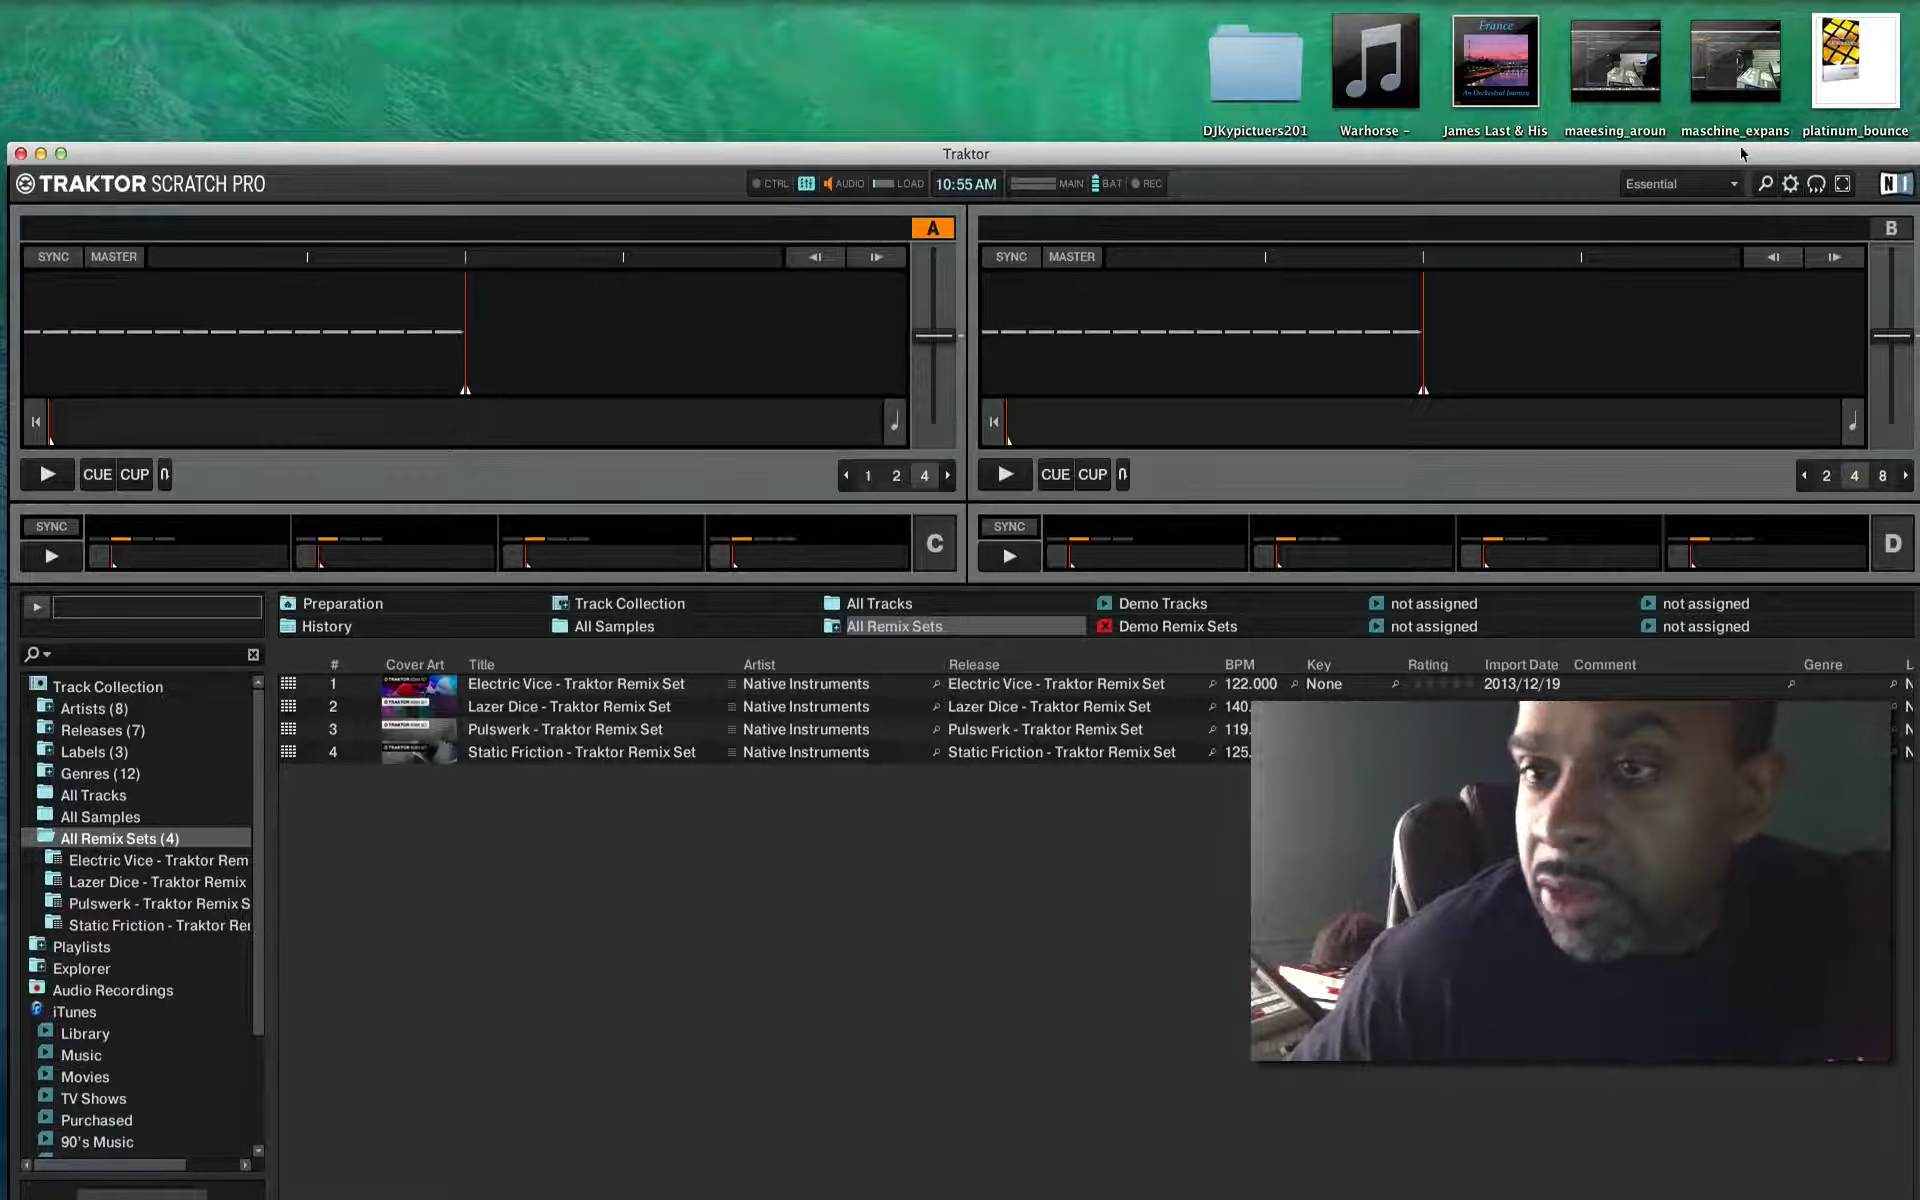 France
An Orchestral Journey
DJKypictuers201
Warhorse -
James Last & His
maeesing_aroun
maschine_expans
platinum_bounce
Traktor
TRAKTOR SCRATCH PRO
CTRL AUDIO LOAD 10:55 AM MAIN BAT REC
Essential
A
B
SYNC MASTER
SYNC MASTER
CUE CUP 1 2 4
CUE CUP 2 4 8
SYNC
C
SYNC
D
Preparation Track Collection All Tracks Demo Tracks not assigned not assigned
History All Samples All Remix Sets Demo Remix Sets not assigned not assigned
# Cover Art Title Artist Release BPM Key Rating Import Date Comment Genre L
1 Electric Vice - Traktor Remix Set Native Instruments Electric Vice - Traktor Remix Set 122.000 None 2013/12/19 N
2 Lazer Dice - Traktor Remix Set Native Instruments Lazer Dice - Traktor Remix Set 140. N
3 Pulswerk - Traktor Remix Set Native Instruments Pulswerk - Traktor Remix Set 119. N
4 Static Friction - Traktor Remix Set Native Instruments Static Friction - Traktor Remix Set 125. N
Track Collection
Artists (8)
Releases (7)
Labels (3)
Genres (12)
All Tracks
All Samples
All Remix Sets (4)
Electric Vice - Traktor Rem
Lazer Dice - Traktor Remix
Pulswerk - Traktor Remix S
Static Friction - Traktor Rer
Playlists
Explorer
Audio Recordings
iTunes
Library
Music
Movies
TV Shows
Purchased
90's Music